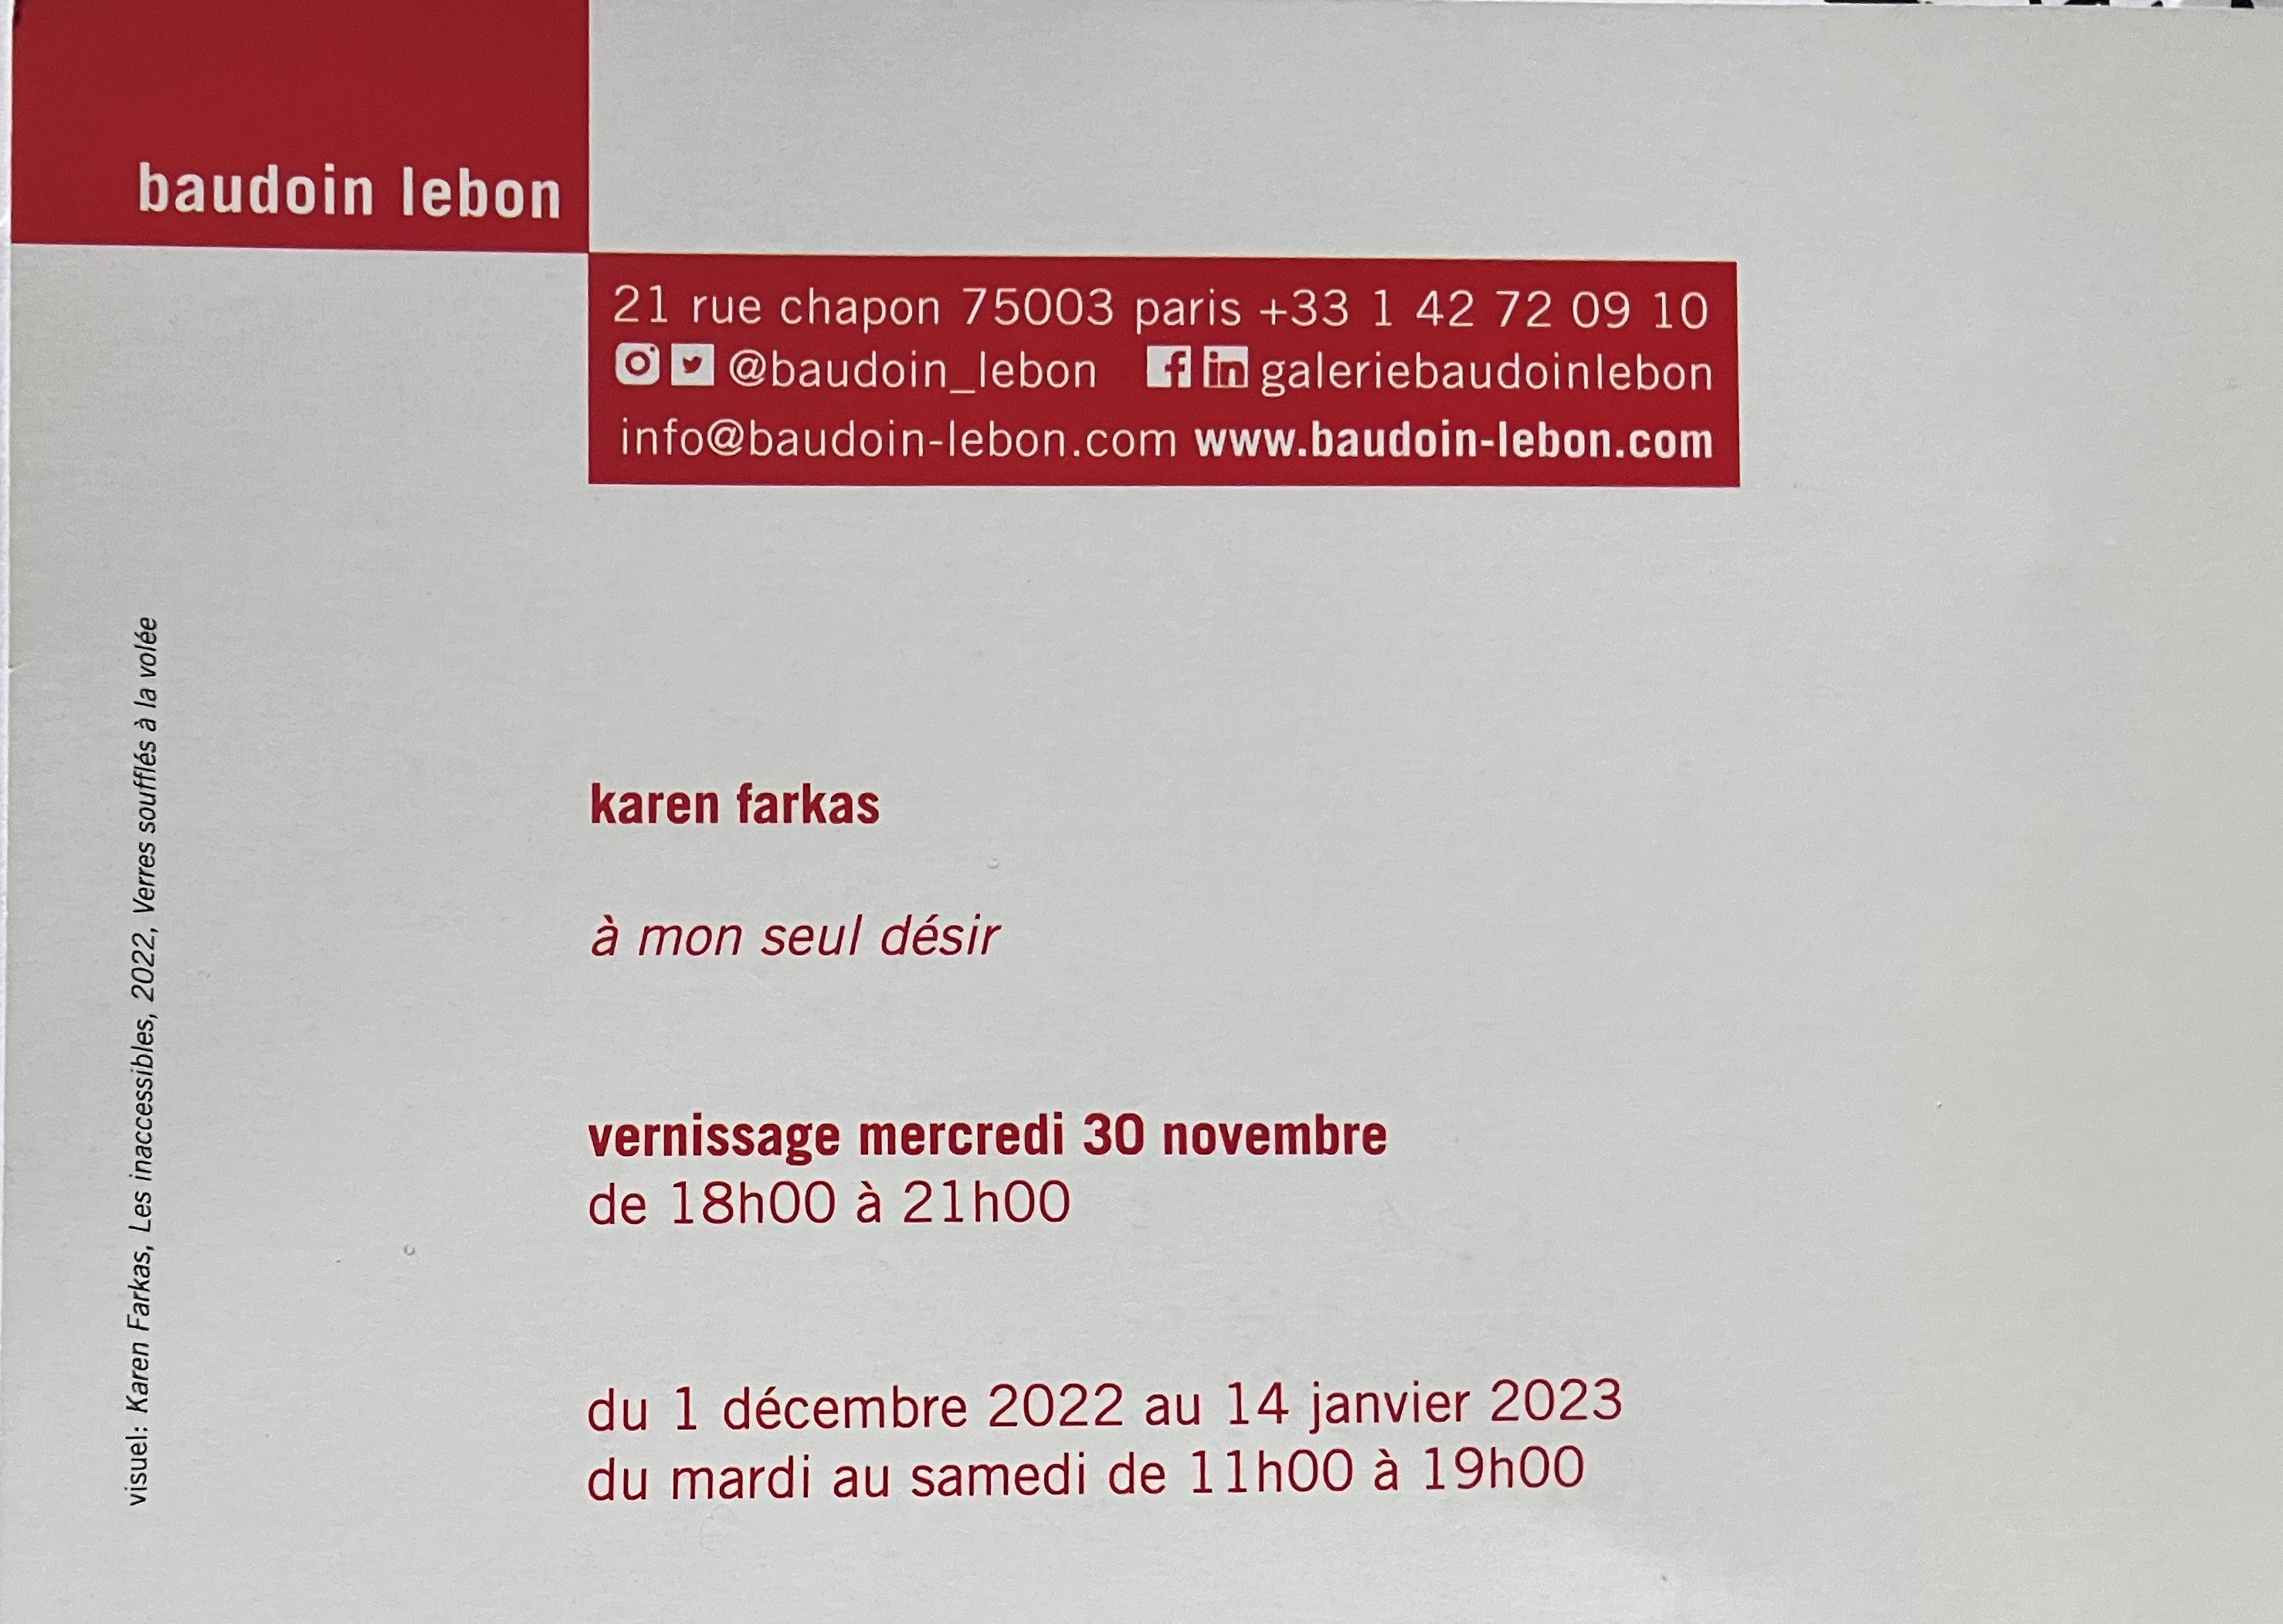 baudoin lebon
21 rue chapon 75003 paris +33 1 42 72 09 10
@baudoin_lebon galeriebaudoinlebon
info@baudoin-lebon.com www.baudoin-lebon.com
visuel: Karen Farkas, Les inaccessibles, 2022, Verres soufflés à la volée
karen farkas
à mon seul désir
vernissage mercredi 30 novembre
de 18h00 à 21h00
du 1 décembre 2022 au 14 janvier 2023
du mardi au samedi de 11h00 à 19h00